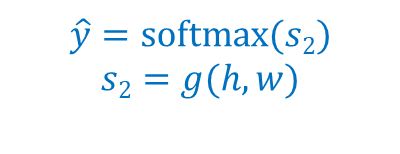 ŷ = softmax(s₂)
s₂ = g(h, w)